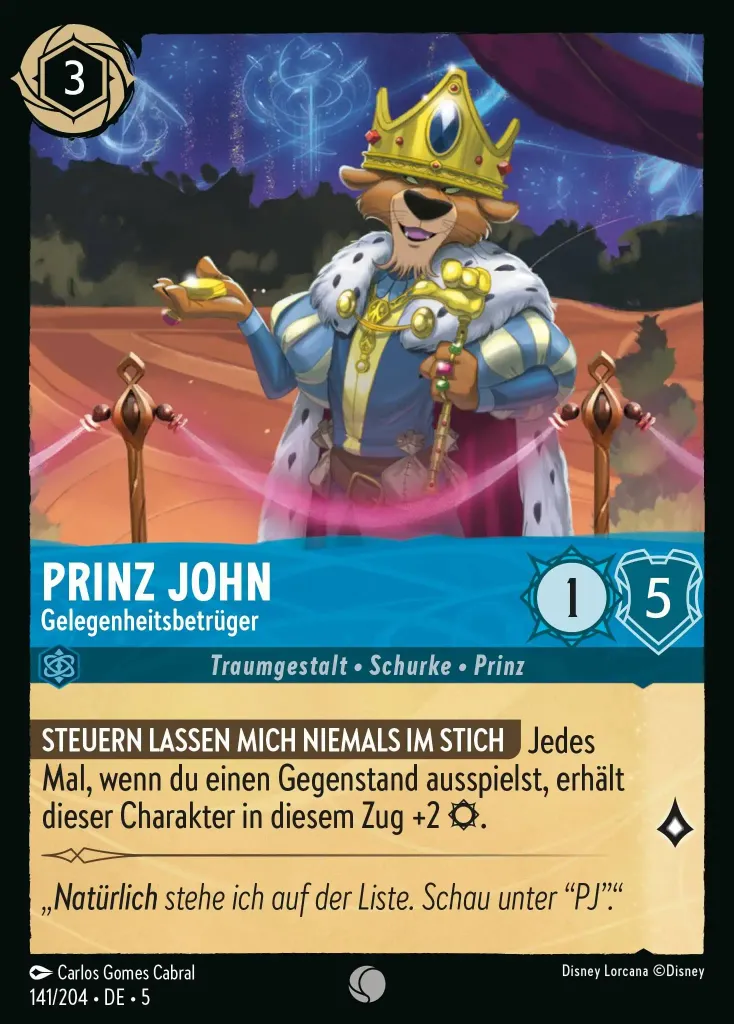 3
PRINZ JOHN
Gelegenheitsbetrüger
1
5
Traumgestalt • Schurke • Prinz
STEUERN LASSEN MICH NIEMALS IM STICH Jedes
Mal, wenn du einen Gegenstand ausspielst, erhält
dieser Charakter in diesem Zug +2 .
„Natürlich stehe ich auf der Liste. Schau unter “PJ”.“
Carlos Gomes Cabral
Disney Lorcana ©Disney
141/204 • DE • 5